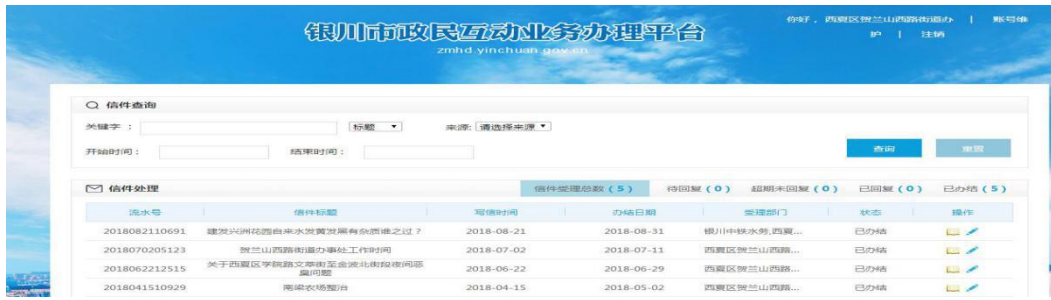 你好，西夏区贺兰山西路街道办 | 账号维
护 | 注销
银川市政民互动业务办理平台
zmhd.yinchuan.gov.cn
信件查询
关键字 : 标题 来源: 请选择来源
开始时间 : 结束时间 : 查询 重置
信件处理 信件受理总数 ( 5 ) 待回复 ( 0 ) 超期未回复 ( 0 ) 已回复 ( 0 ) 已办结 ( 5 )
流水号 信件标题 写信时间 办结日期 受理部门 状态 操作
2018082110691 建发兴洲花园自来水发黄发黑有杂质谁之过？ 2018-08-21 2018-08-31 银川中铁水务,西夏... 已办结
2018070205123 贺兰山西路街道办事处工作时间 2018-07-02 2018-07-11 西夏区贺兰山西路... 已办结
2018062212515 关于西夏区学院路文萃街至金波北街段夜间恶
臭问题 2018-06-22 2018-06-29 西夏区贺兰山西路... 已办结
2018041510929 南梁农场整治 2018-04-15 2018-05-02 西夏区贺兰山西路... 已办结